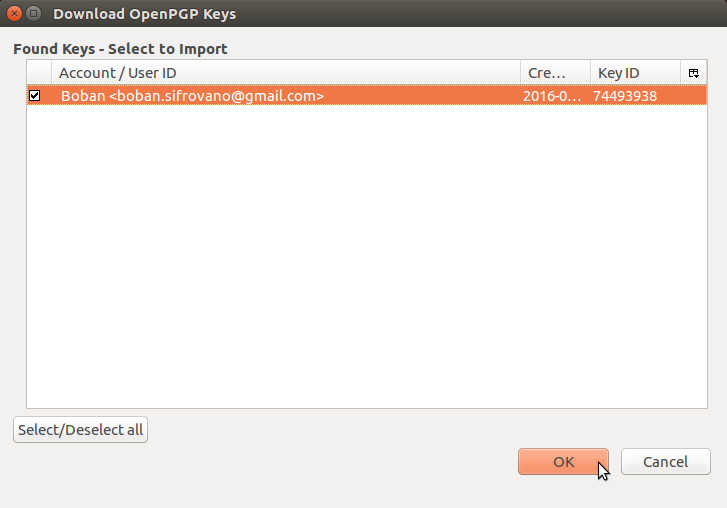 Download OpenPGP Keys
Found Keys - Select to Import
Account / User ID Cre... Key ID
Boban <boban.sifrovano@gmail.com> 2016-0... 74493938
Select/Deselect all
OK Cancel